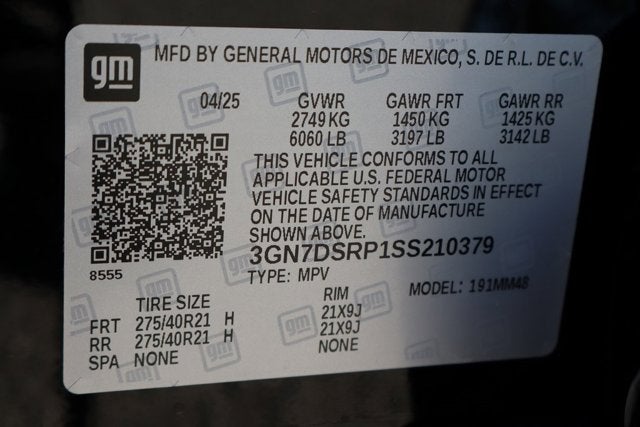 gm MFD BY GENERAL MOTORS DE MEXICO, S. DE R.L. DE C.V.
04/25 GVWR GAWR FRT GAWR RR
2749 KG 1450 KG 1425 KG
6060 LB 3197 LB 3142 LB
THIS VEHICLE CONFORMS TO ALL
APPLICABLE U.S. FEDERAL MOTOR
VEHICLE SAFETY STANDARDS IN EFFECT
ON THE DATE OF MANUFACTURE
SHOWN ABOVE.
3GN7DSRP1SS210379
8555
TYPE: MPV MODEL: 191MM48
TIRE SIZE RIM
FRT 275/40R21 H 21X9J
RR 275/40R21 H 21X9J
SPA NONE NONE